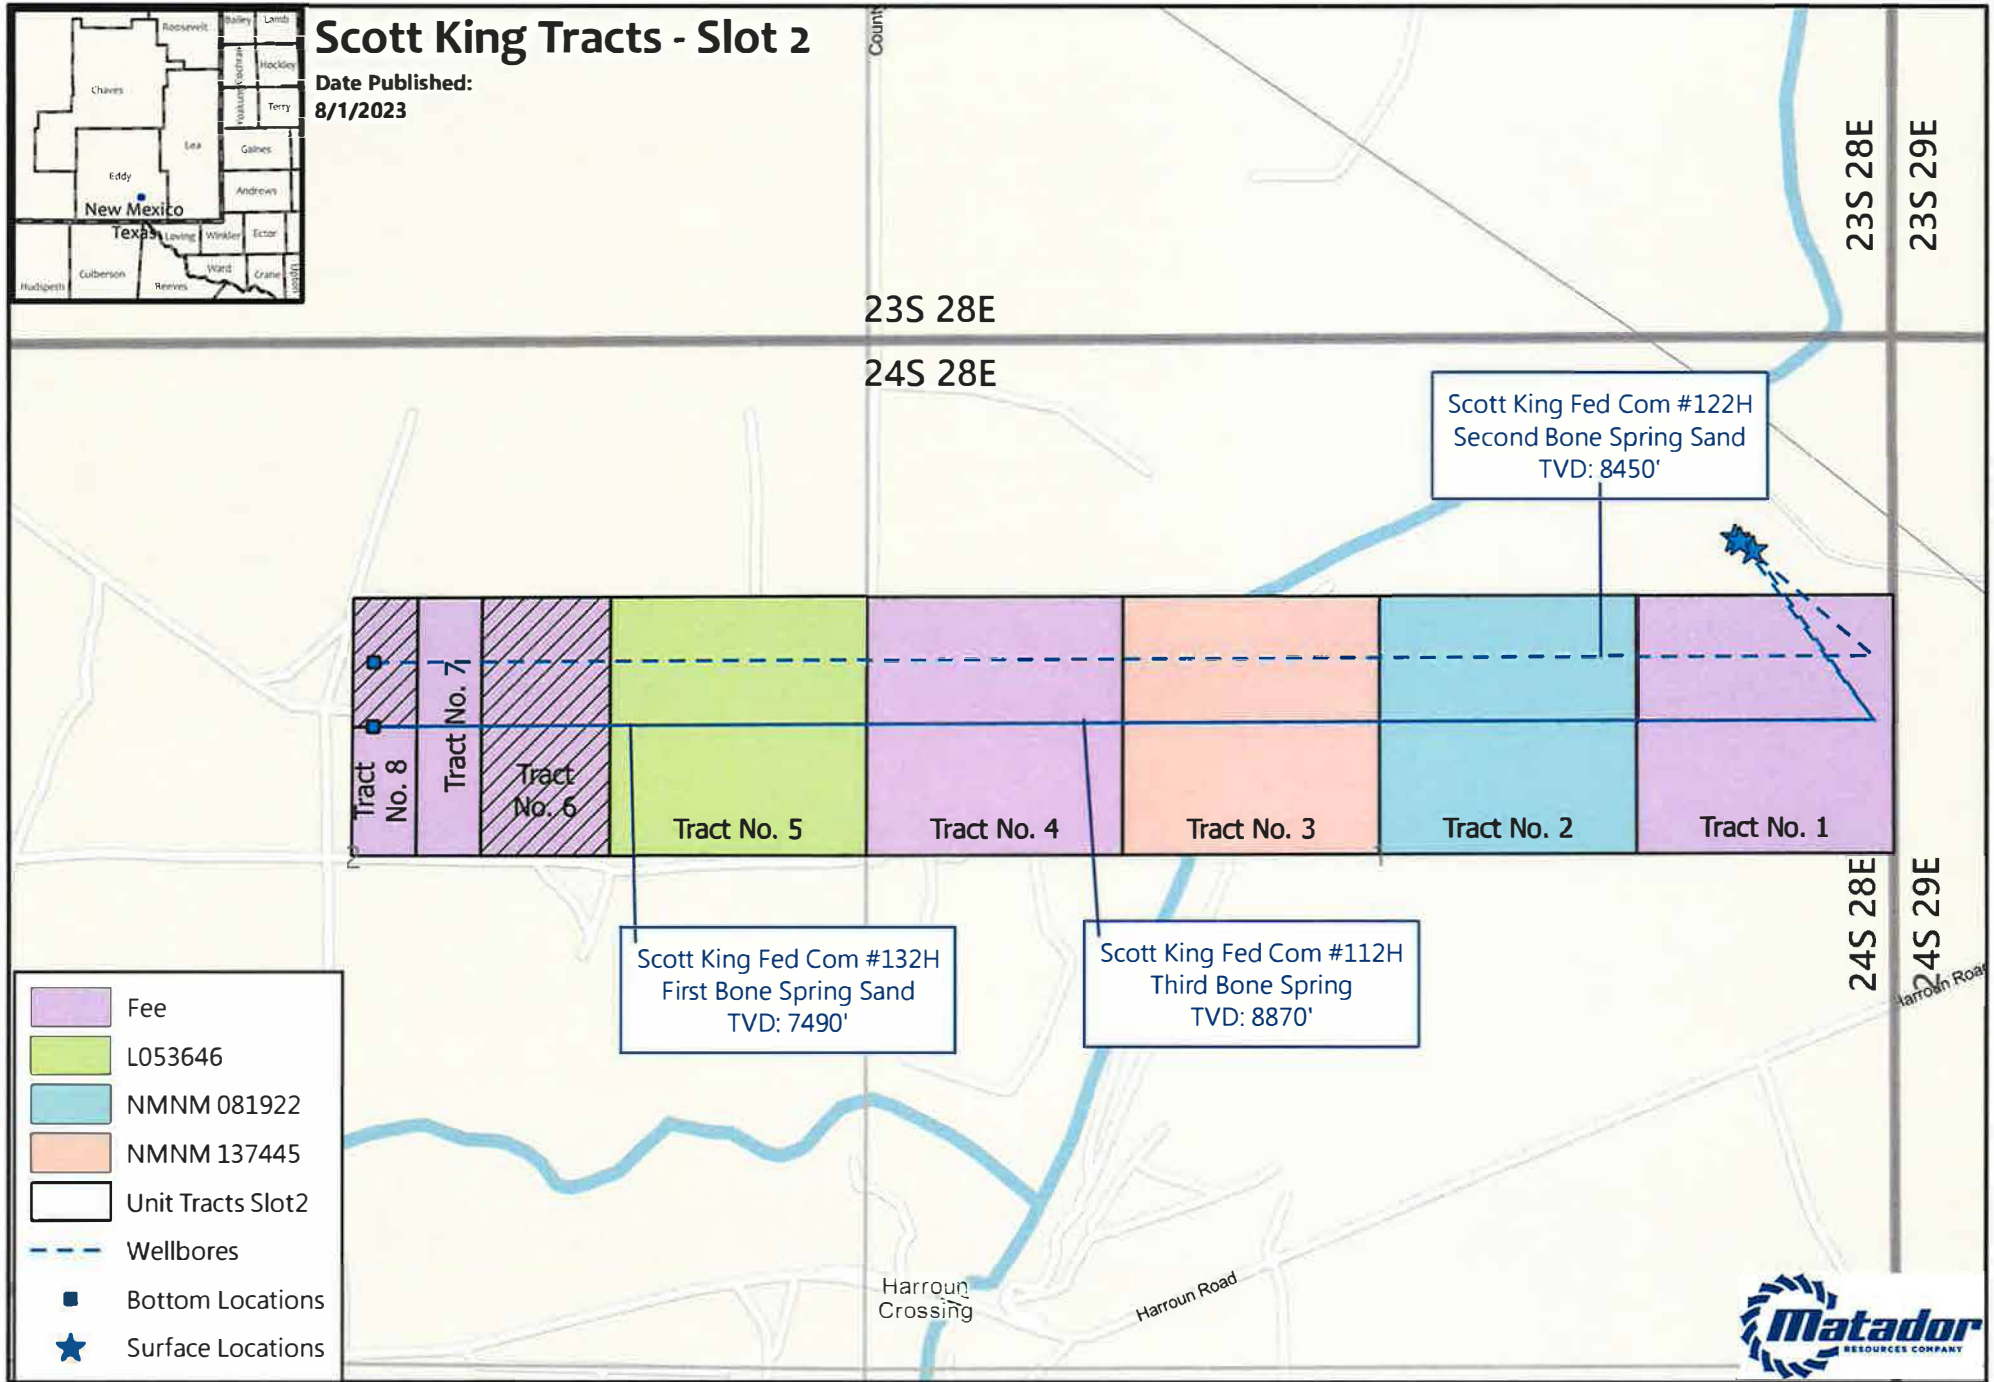 Scott King Tracts - Slot 2
Date Published:
8/1/2023
Roosevelt
Bailey
Lamb
Chaves
Cochran
Hockley
Yoakum
Terry
Lea
Gaines
Eddy
Andrews
New Mexico
Texas
Loving
Winkler
Ector
Hudspeth
Culberson
Reeves
Ward
Crane
Upton
County
23S 28E
24S 28E
23S 28E
23S 29E
Scott King Fed Com #122H
Second Bone Spring Sand
TVD: 8450'
Tract
No. 8
Tract No. 7
Tract
No. 6
Tract No. 5
Tract No. 4
Tract No. 3
Tract No. 2
Tract No. 1
24S 28E
24S 29E
Scott King Fed Com #132H
First Bone Spring Sand
TVD: 7490'
Scott King Fed Com #112H
Third Bone Spring
TVD: 8870'
Harroun Road
Fee
L053646
NMNM 081922
NMNM 137445
Unit Tracts Slot2
Wellbores
Bottom Locations
Surface Locations
Harroun
Crossing
Harroun Road
Matador
RESOURCES COMPANY